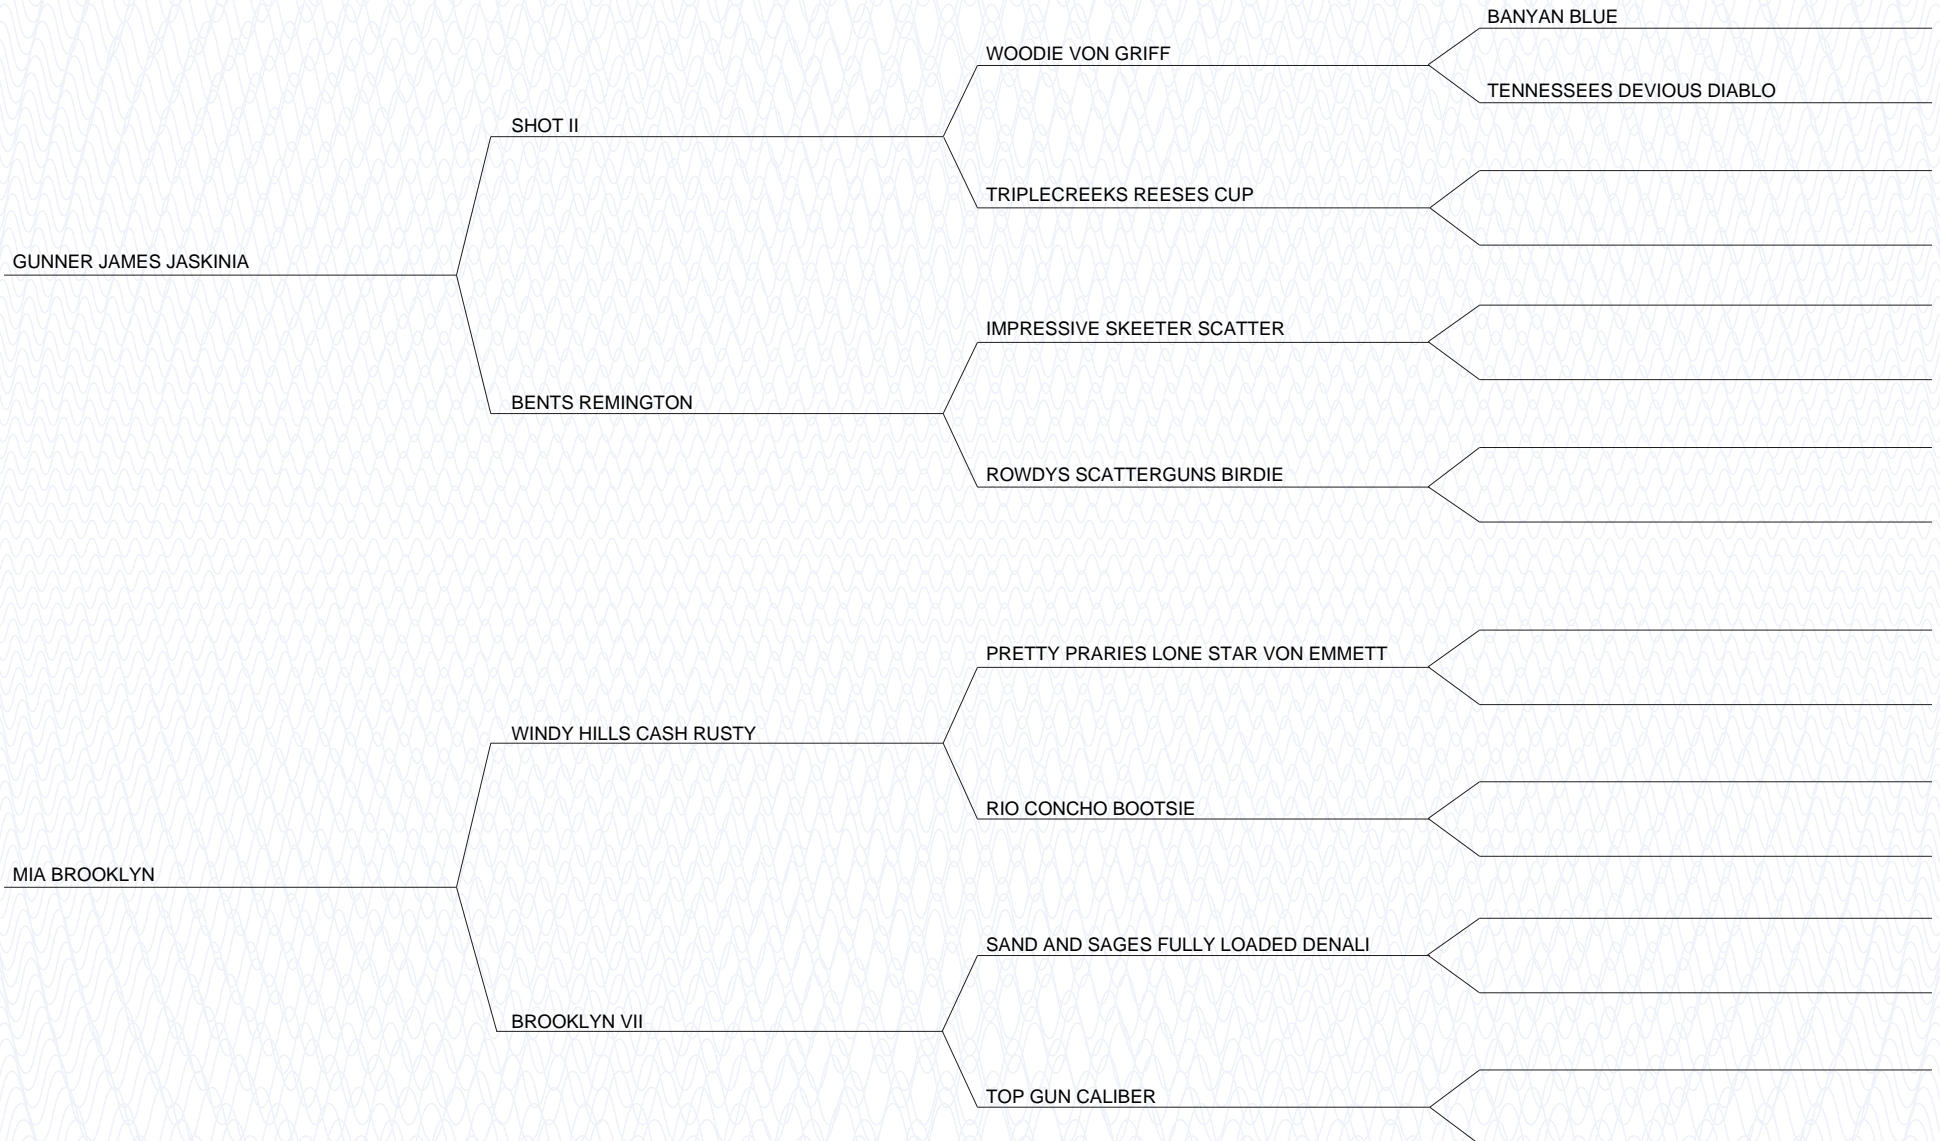 BANYAN BLUE
WOODIE VON GRIFF
TENNESSEES DEVIOUS DIABLO
SHOT II
TRIPLECREEKS REESES CUP
GUNNER JAMES JASKINIA
IMPRESSIVE SKEETER SCATTER
BENTS REMINGTON
ROWDYS SCATTERGUNS BIRDIE
PRETTY PRARIES LONE STAR VON EMMETT
WINDY HILLS CASH RUSTY
RIO CONCHO BOOTSIE
MIA BROOKLYN
SAND AND SAGES FULLY LOADED DENALI
BROOKLYN VII
TOP GUN CALIBER